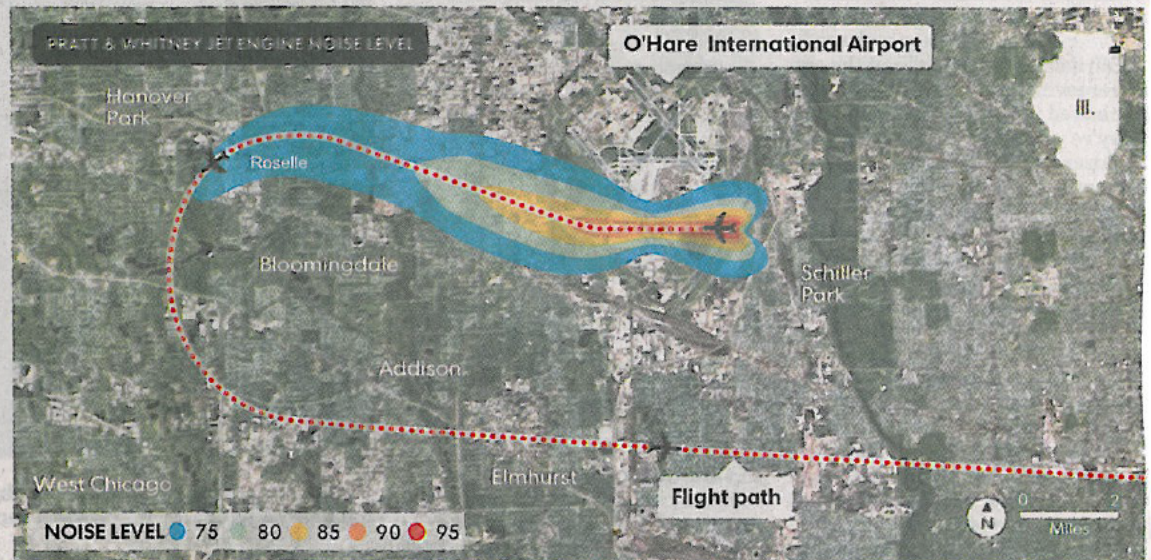 PRATT & WHITNEY JET ENGINE NOISE LEVEL
O'Hare International Airport
Ill.
Hanover
Park
Roselle
Bloomingdale
Schiller
Park
Addison
West Chicago
Elmhurst
Flight path
N
0 2
Miles
NOISE LEVEL 75 80 85 90 95